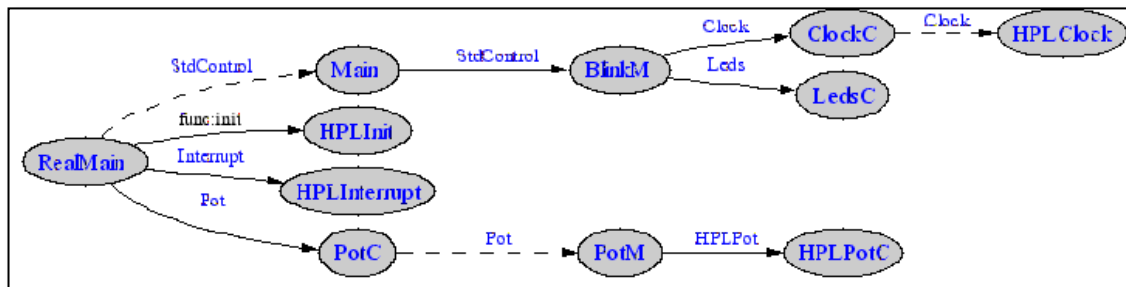 Clock
Clock
ClockC
HPLClock
StdControl
StdControl
Main
BlinkM
Leds
LedsC
func:init
HPLInit
RealMain
Interrupt
HPLInterrupt
Pot
Pot
HPLPot
PotC
PotM
HPLPotC